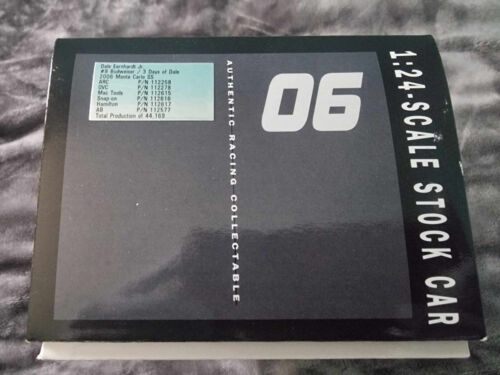 Dale Earnhardt Jr.
#8 Budweiser / 3 Days of Dale
2006 Monte Carlo SS
ARC P/N 112258
QVC P/N 112278
Mac Tools P/N 112615
Snap-on P/N 112616
Hamilton P/N 112617
AB P/N 112577
Total Production of 44,169
AUTHENTIC RACING COLLECTABLE
06
1:24-SCALE STOCK CAR